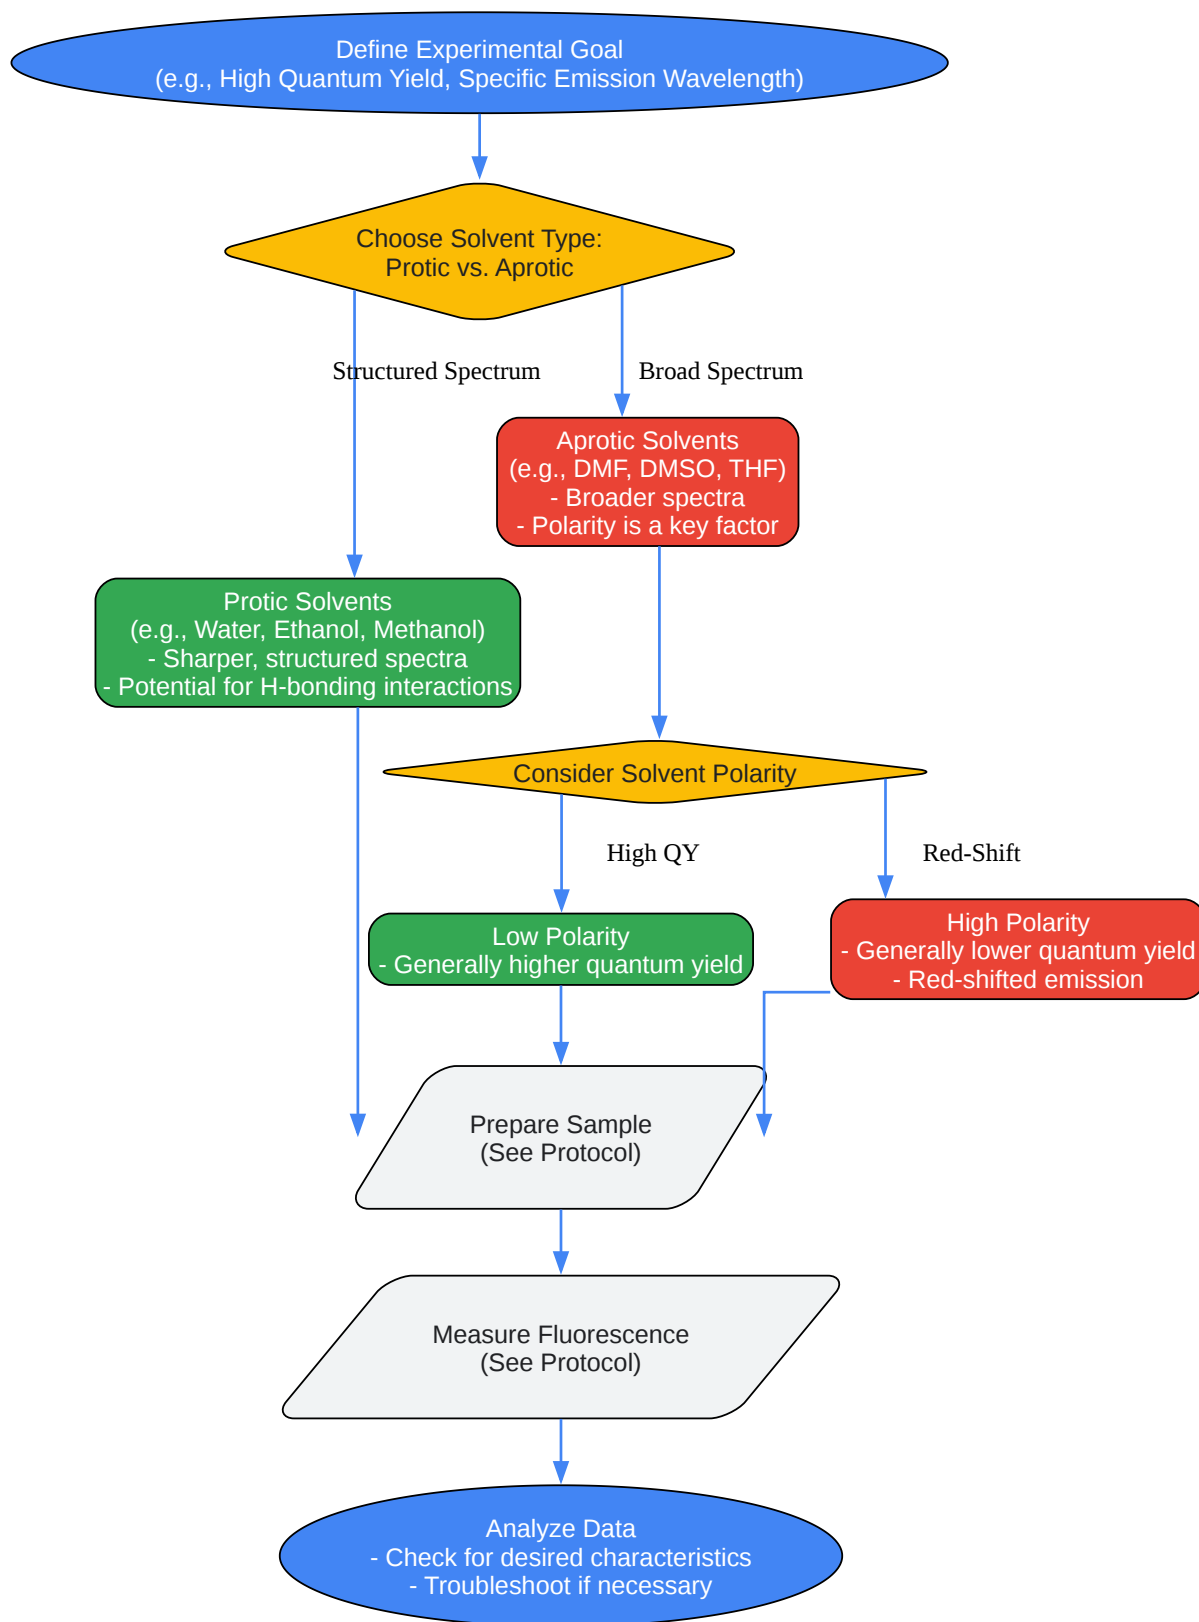 Define Experimental Goal
(e.g., High Quantum Yield, Specific Emission Wavelength)
Choose Solvent Type:
Protic vs. Aprotic
Structured Spectrum
Broad Spectrum
Aprotic Solvents
(e.g., DMF, DMSO, THF)
- Broader spectra
- Polarity is a key factor
Protic Solvents
(e.g., Water, Ethanol, Methanol)
- Sharper, structured spectra
- Potential for H-bonding interactions
Consider Solvent Polarity
High QY
Red-Shift
Low Polarity
- Generally higher quantum yield
High Polarity
- Generally lower quantum yield
- Red-shifted emission
Prepare Sample
(See Protocol)
Measure Fluorescence
(See Protocol)
Analyze Data
- Check for desired characteristics
- Troubleshoot if necessary